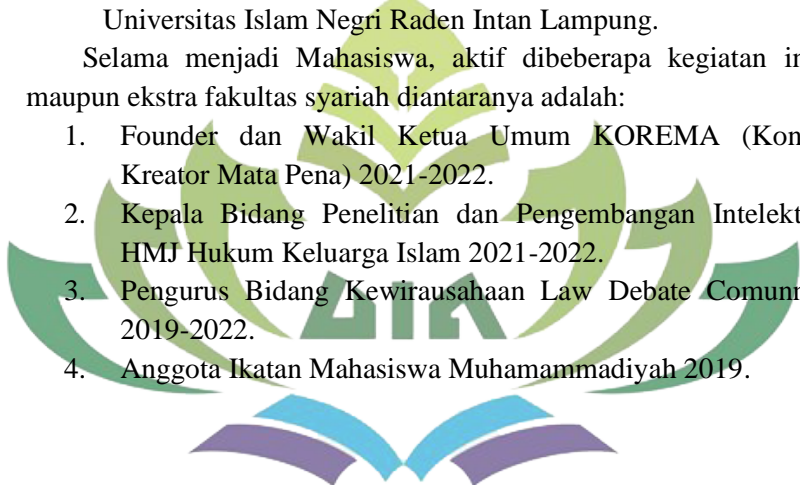 Universitas Islam Negri Raden Intan Lampung.
Selama menjadi Mahasiswa, aktif dibeberapa kegiatan in
maupun ekstra fakultas syariah diantaranya adalah:
1. Founder dan Wakil Ketua Umum KOREMA (Kom
Kreator Mata Pena) 2021-2022.
2. Kepala Bidang Penelitian dan Pengembangan Intelekt
HMJ Hukum Keluarga Islam 2021-2022.
3. Pengurus Bidang Kewirausahaan Law Debate Comunn
2019-2022.
4. Anggota Ikatan Mahasiswa Muhamammadiyah 2019.